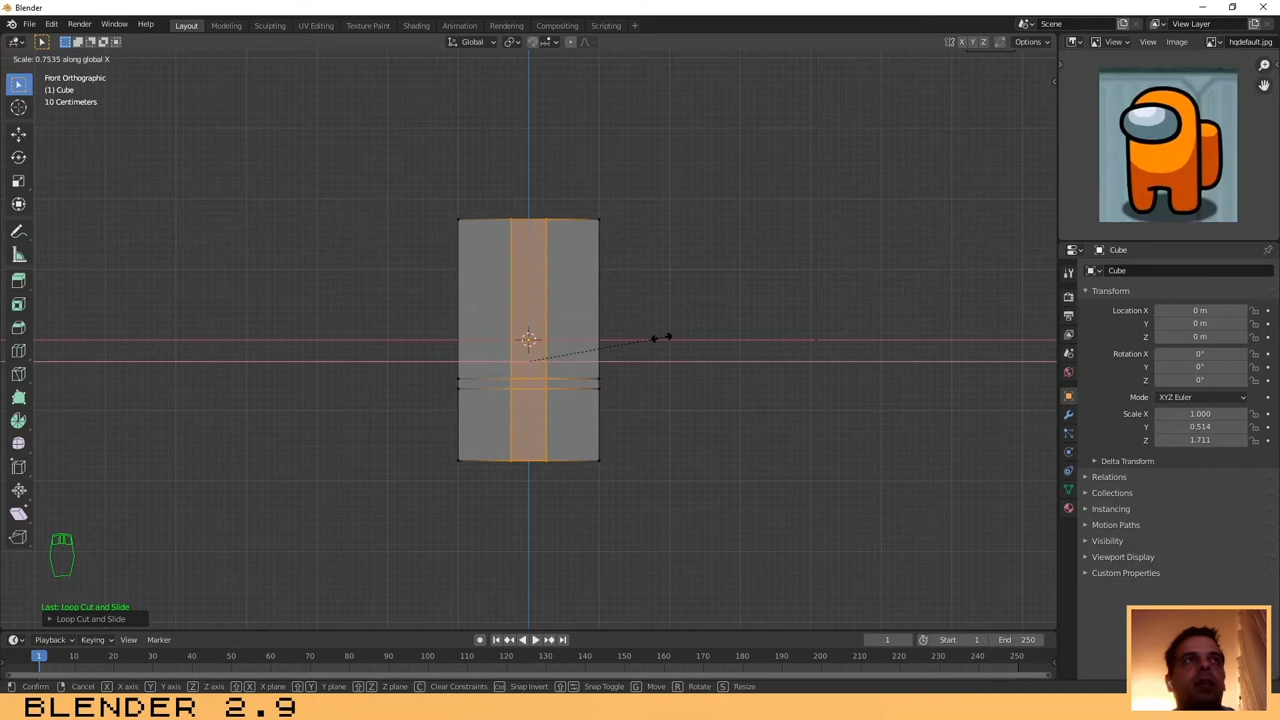 Blender
File Edit Render Window Help Layout Modeling Sculpting UV Editing Texture Paint Shading Animation Rendering Compositing Scripting + Scene View Layer
Global X Y Z Options View View Image hqdefault.jpg
Scale: 0.7535 along global X
Front Orthographic
(1) Cube
10 Centimeters
Cube
Cube
Transform
Location X 0 m
Y 0 m
Z 0 m
Rotation X 0°
Y 0°
Z 0°
Mode XYZ Euler
Scale X 1.000
Y 0.514
Z 1.711
Delta Transform
Relations
Collections
Instancing
Motion Paths
Visibility
Viewport Display
Custom Properties
Last: Loop Cut and Slide
Loop Cut and Slide
Playback Keying View Marker 1 Start 1 End 250
1 10 20 30 40 50 60 70 80 90 100 110 120 130 140 150 160 170 180 190 200 210 220 230 240 250
Confirm Cancel X X axis Y Y axis Z Z axis X X plane Y Y plane Z Z plane C Clear Constraints Ctrl Snap Invert Snap Toggle G Move R Rotate S Resize
BLENDER 2.9